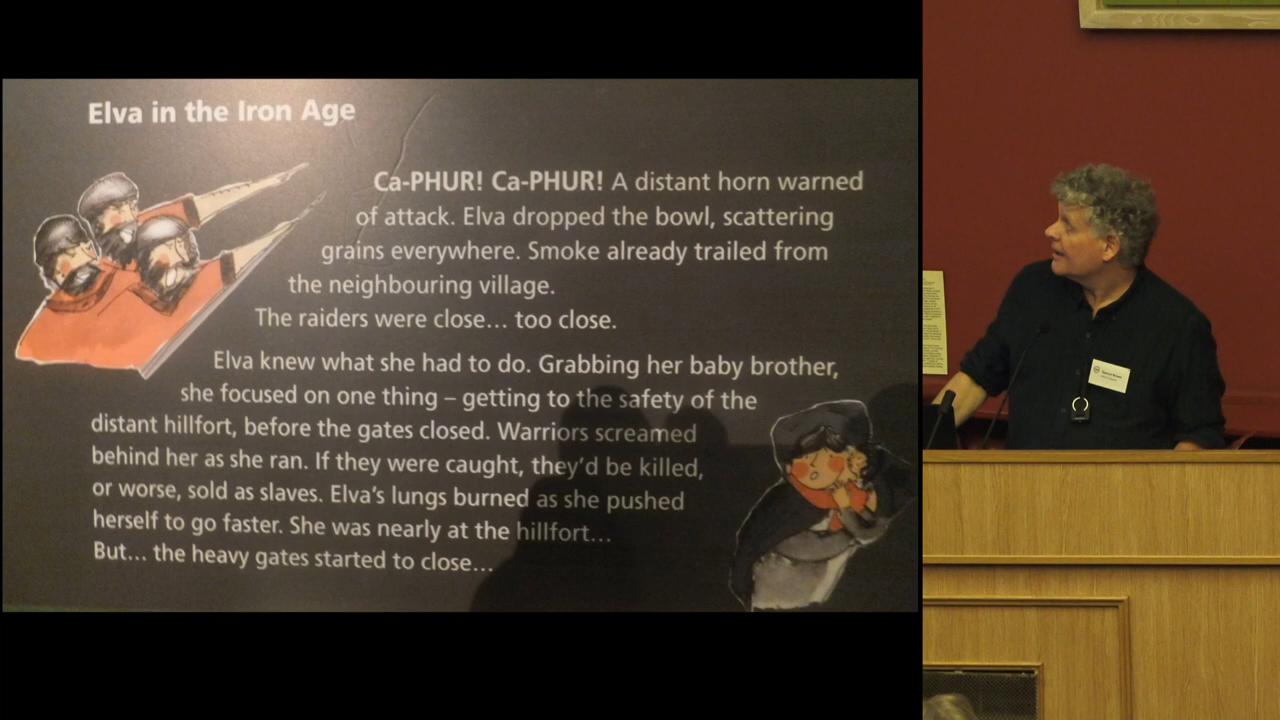 Elva in the Iron Age
Ca-PHUR! Ca-PHUR! A distant horn warned
of attack. Elva dropped the bowl, scattering
grains everywhere. Smoke already trailed from
the neighbouring village.
The raiders were close... too close.
Elva knew what she had to do. Grabbing her baby brother,
she focused on one thing – getting to the safety of the
distant hillfort, before the gates closed. Warriors screamed
behind her as she ran. If they were caught, they'd be killed,
or worse, sold as slaves. Elva's lungs burned as she pushed
herself to go faster. She was nearly at the hillfort...
But... the heavy gates started to close...